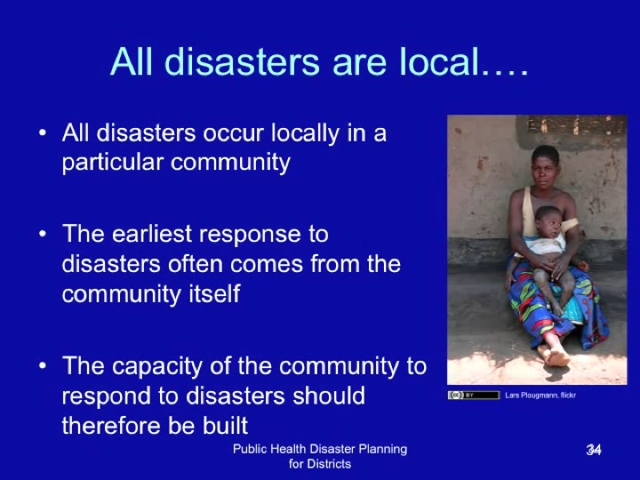 All disasters are local….
• All disasters occur locally in a
particular community
• The earliest response to
disasters often comes from the
community itself
• The capacity of the community to
respond to disasters should
therefore be built
cc BY Lars Plougmann, flickr
Public Health Disaster Planning
for Districts
34